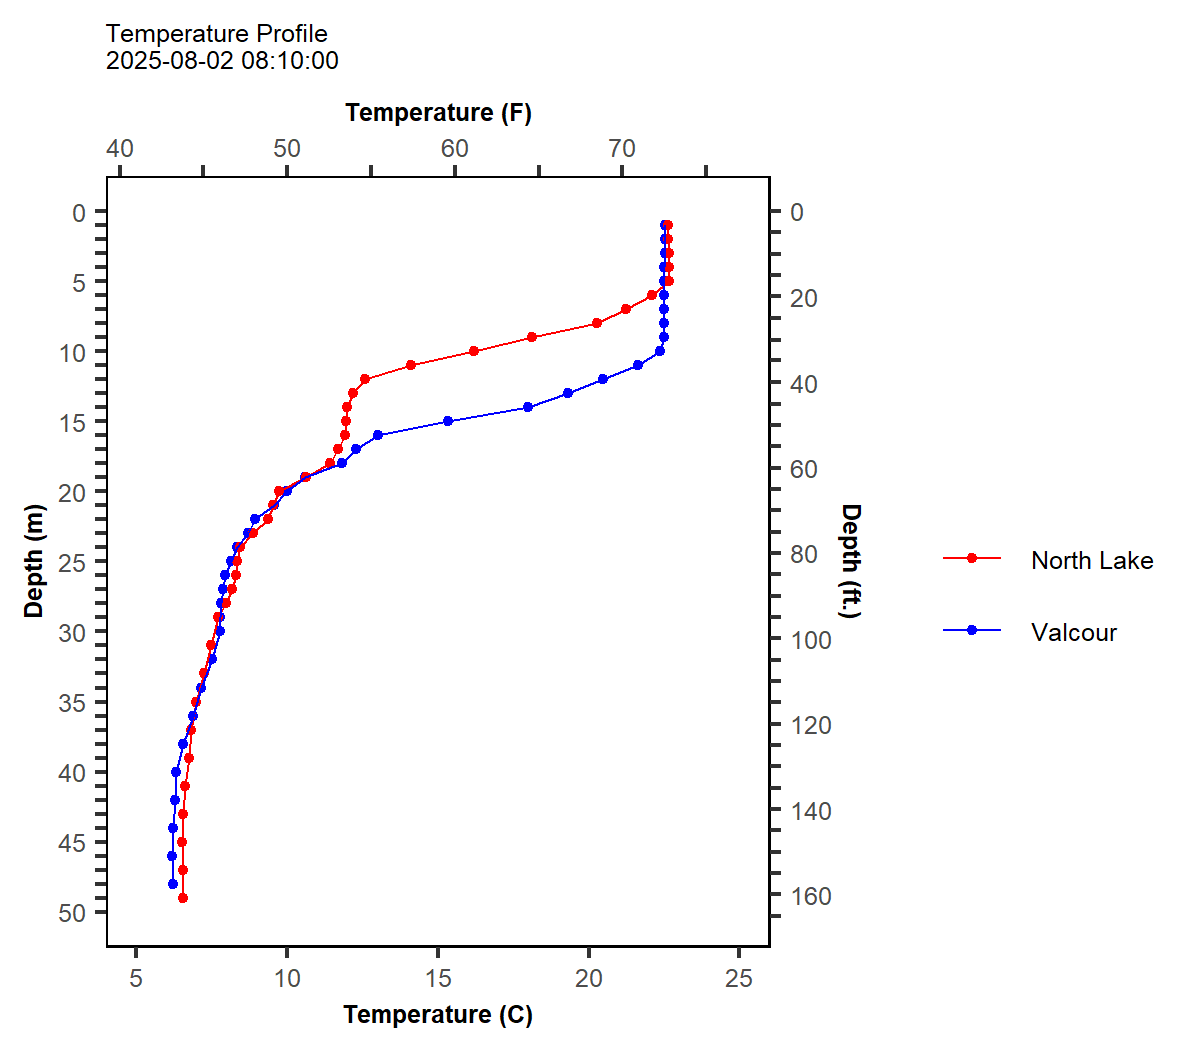 Temperature Profile
2025-08-02 08:10:00
Temperature (F)
40 50 60 70
0
5
10
15
20
25
30
35
40
45
50
Depth (m)
0
20
40
60
80
100
120
140
160
Depth (ft.)
North Lake
Valcour
5 10 15 20 25
Temperature (C)